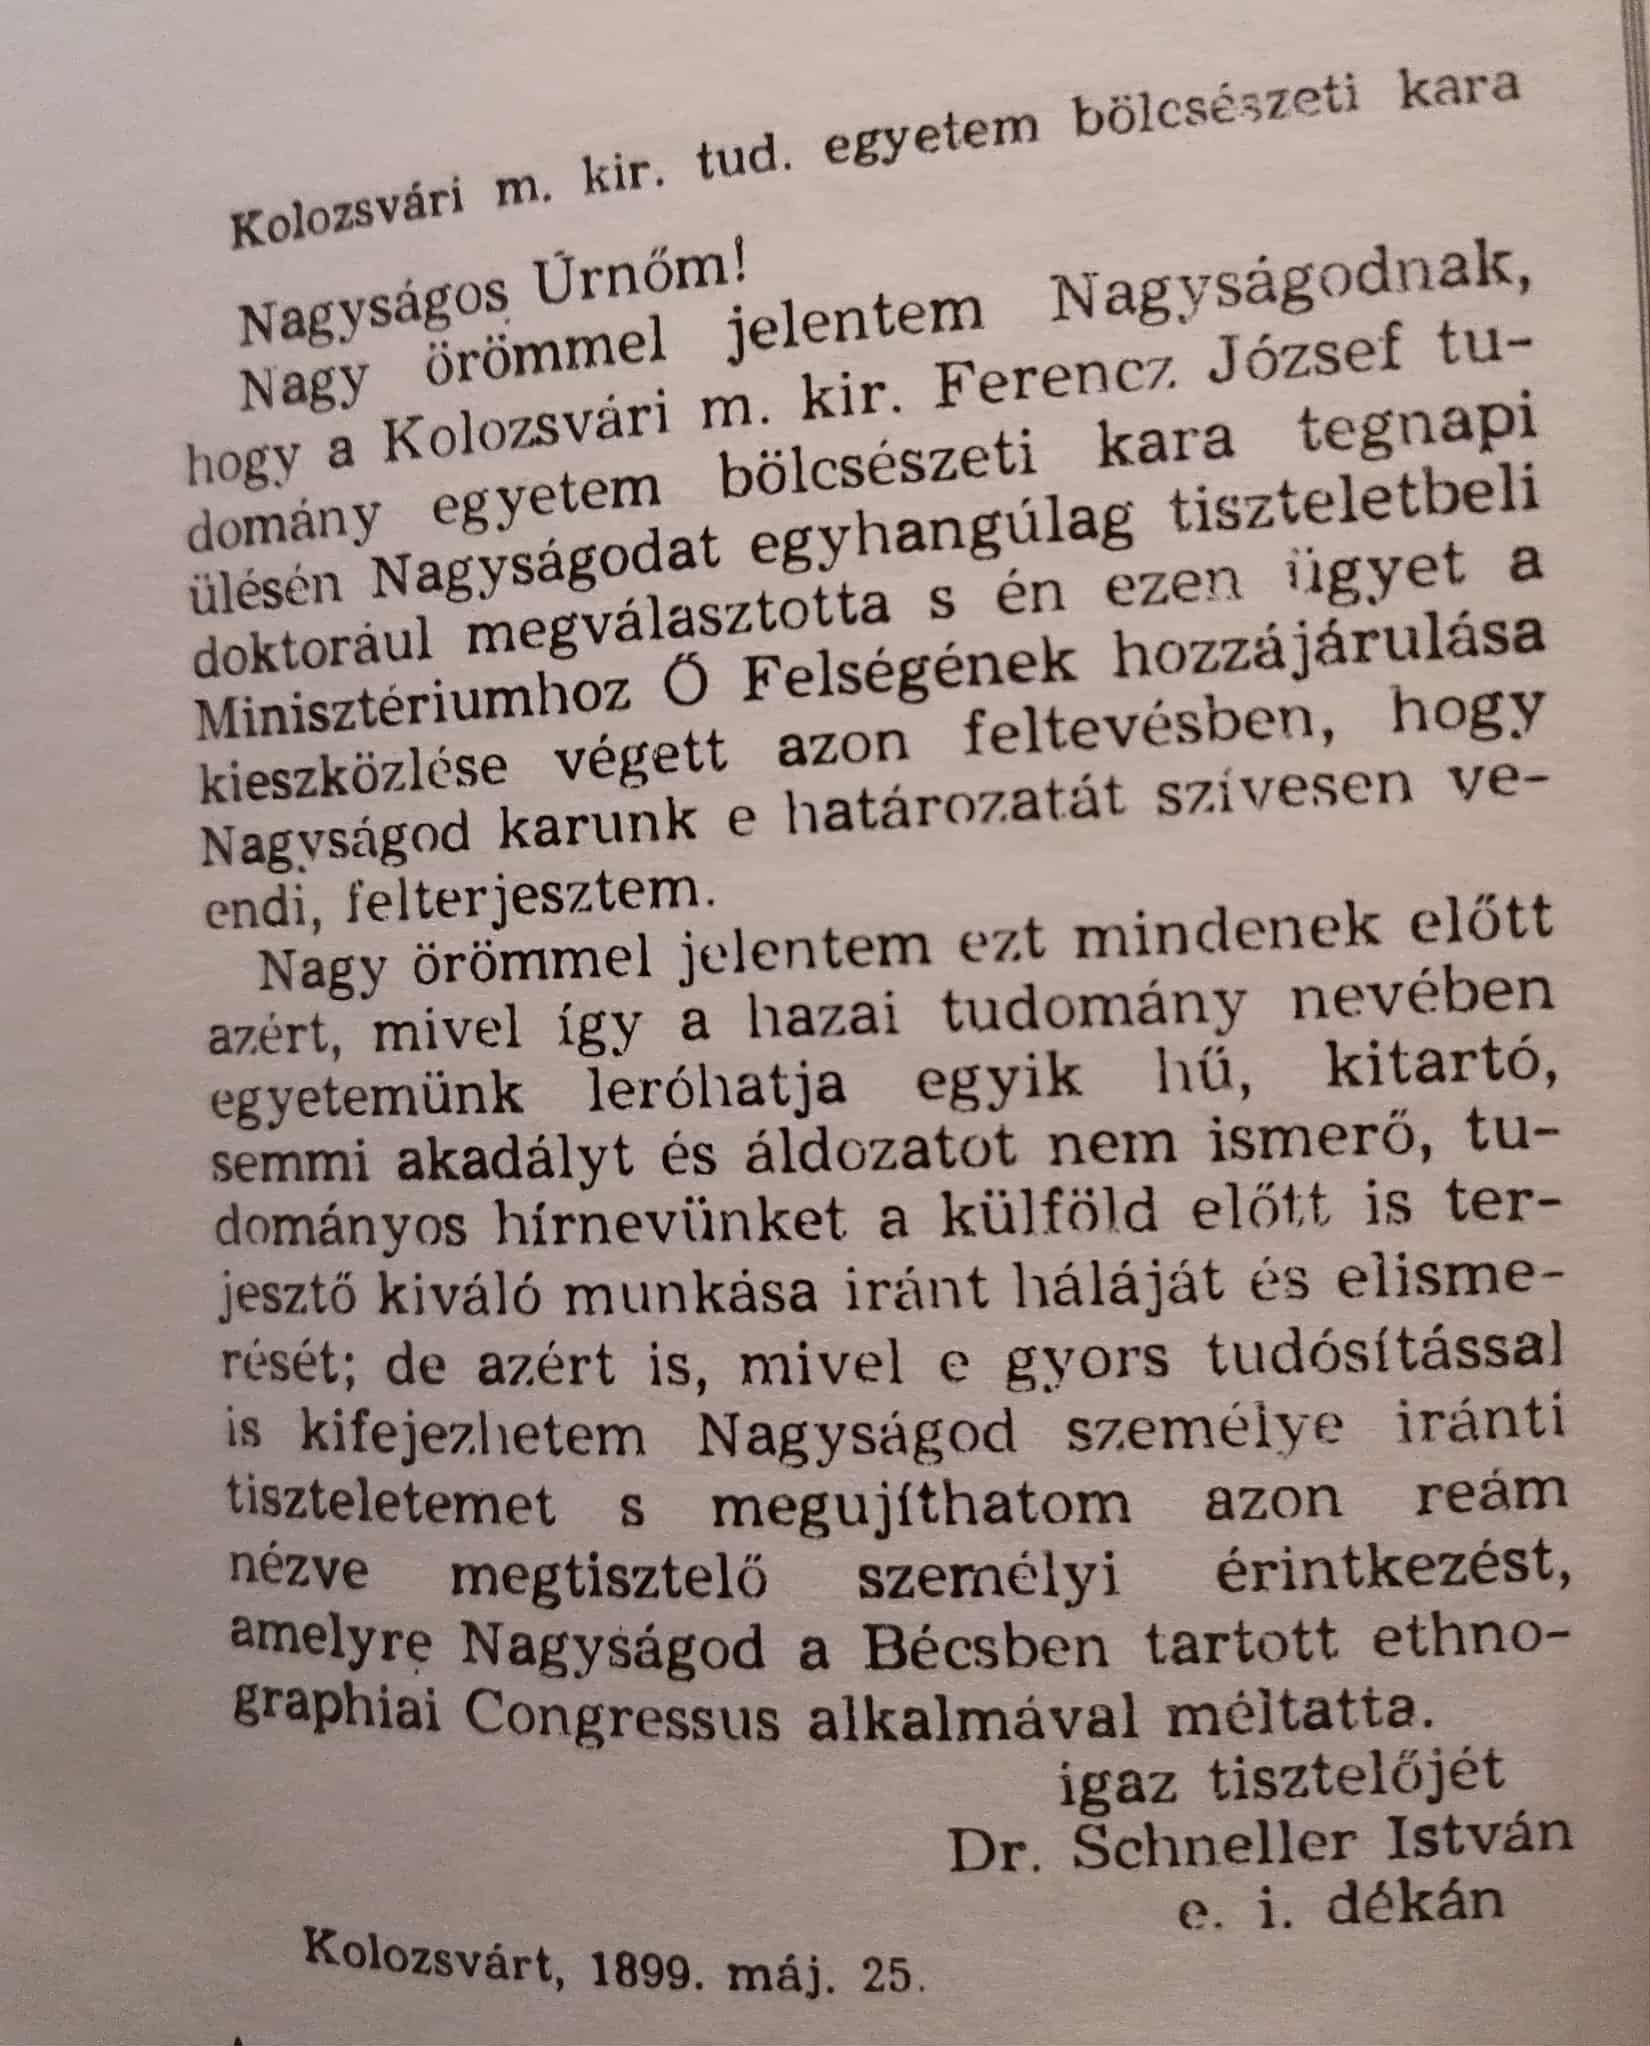 Kolozsvári m. kir. tud. egyetem bölcsészeti kara
Nagyságos Úrnőm!
Nagy örömmel jelentem Nagyságodnak,
hogy a Kolozsvári m. kir. Ferencz József tu-
domány egyetem bölcsészeti kara tegnapi
ülésén Nagyságodat egyhangúlag tiszteletbeli
doktorául megválasztotta s én ezen ügyet a
Minisztériumhoz Ő Felségének hozzájárulása
kieszközlése végett azon feltevésben, hogy
Nagyságod karunk e határozatát szívesen ve-
endi, felterjesztem.
Nagy örömmel jelentem ezt mindenek előtt
azért, mivel így a hazai tudomány nevében
egyetemünk leróhatja egyik hű, kitartó,
semmi akadályt és áldozatot nem ismerő, tu-
dományos hírnevünket a külföld előtt is ter-
jesztő kiváló munkása iránt háláját és elisme-
rését; de azért is, mivel e gyors tudósítással
is kifejezhetem Nagyságod személye iránti
tiszteletemet s megujíthatom azon reám
nézve megtisztelő személyi érintkezést,
amelyre Nagyságod a Bécsben tartott ethno-
graphiai Congressus alkalmával méltatta.
igaz tisztelőjét
Dr. Schneller István
e. i. dékán
Kolozsvárt, 1899. máj. 25.